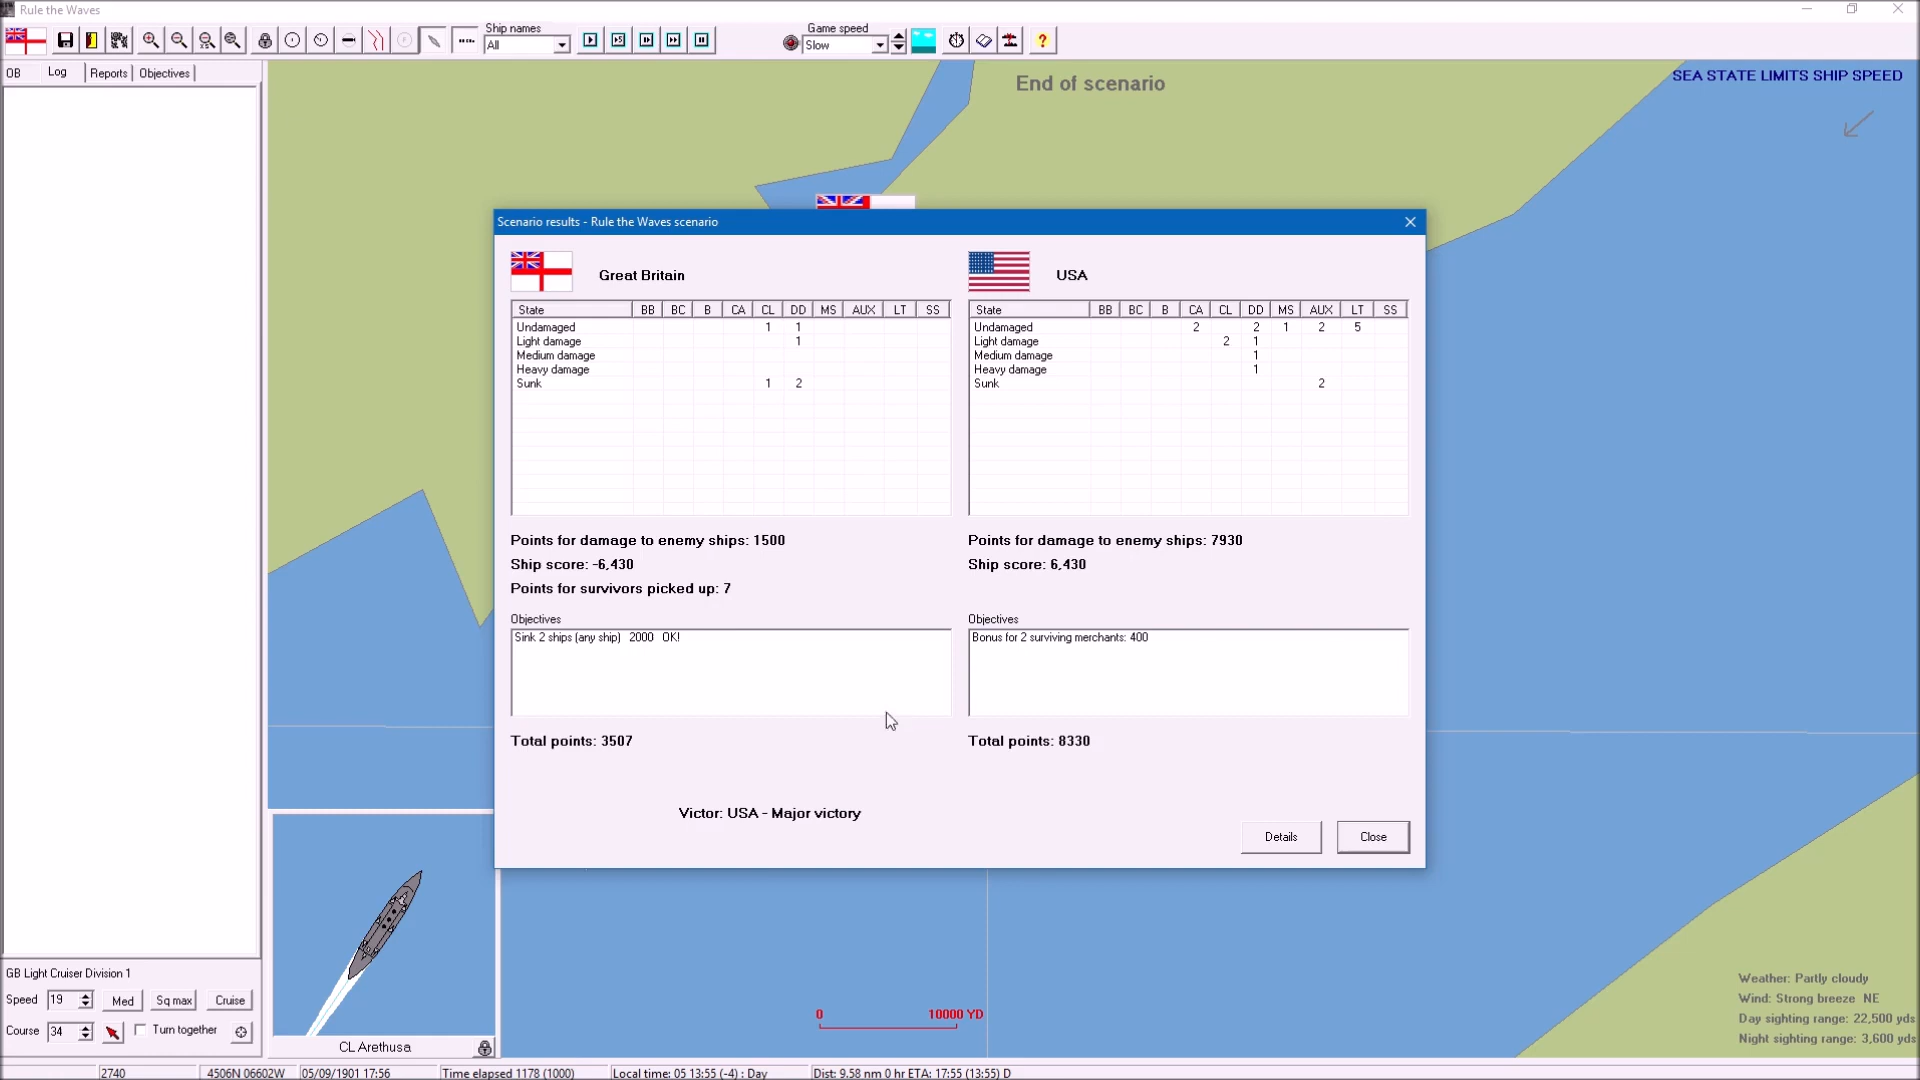 Rule the Waves
Ship names
All
Game speed
Slow
?
OB Log Reports Objectives
End of scenario
SEA STATE LIMITS SHIP SPEED
Scenario results - Rule the Waves scenario
Great Britain
USA
State BB BC B CA CL DD MS AUX LT SS
Undamaged 1 1
Light damage 1
Medium damage
Heavy damage
Sunk 1 2
State BB BC B CA CL DD MS AUX LT SS
Undamaged 2 2 1 2 5
Light damage 2 1
Medium damage 1
Heavy damage 1
Sunk 2
Points for damage to enemy ships: 1500
Ship score: -6,430
Points for survivors picked up: 7
Points for damage to enemy ships: 7930
Ship score: 6,430
Objectives
Sink 2 ships (any ship) 2000 OK!
Objectives
Bonus for 2 surviving merchants: 400
Total points: 3507
Total points: 8330
Victor: USA - Major victory
Details
Close
GB Light Cruiser Division 1
Speed 19 Med Sq max Cruise
Course 34 Turn together
CL Arethusa
0 10000 YD
Weather: Partly cloudy
Wind: Strong breeze NE
Day sighting range: 22,500 yds
Night sighting range: 3,600 yds
2740 4506N 06602W 05/09/1901 17:56 Time elapsed 1178 (1000) Local time: 05 13:55 (-4) : Day Dist: 9.58 nm 0 hr ETA: 17:55 (13:55) D